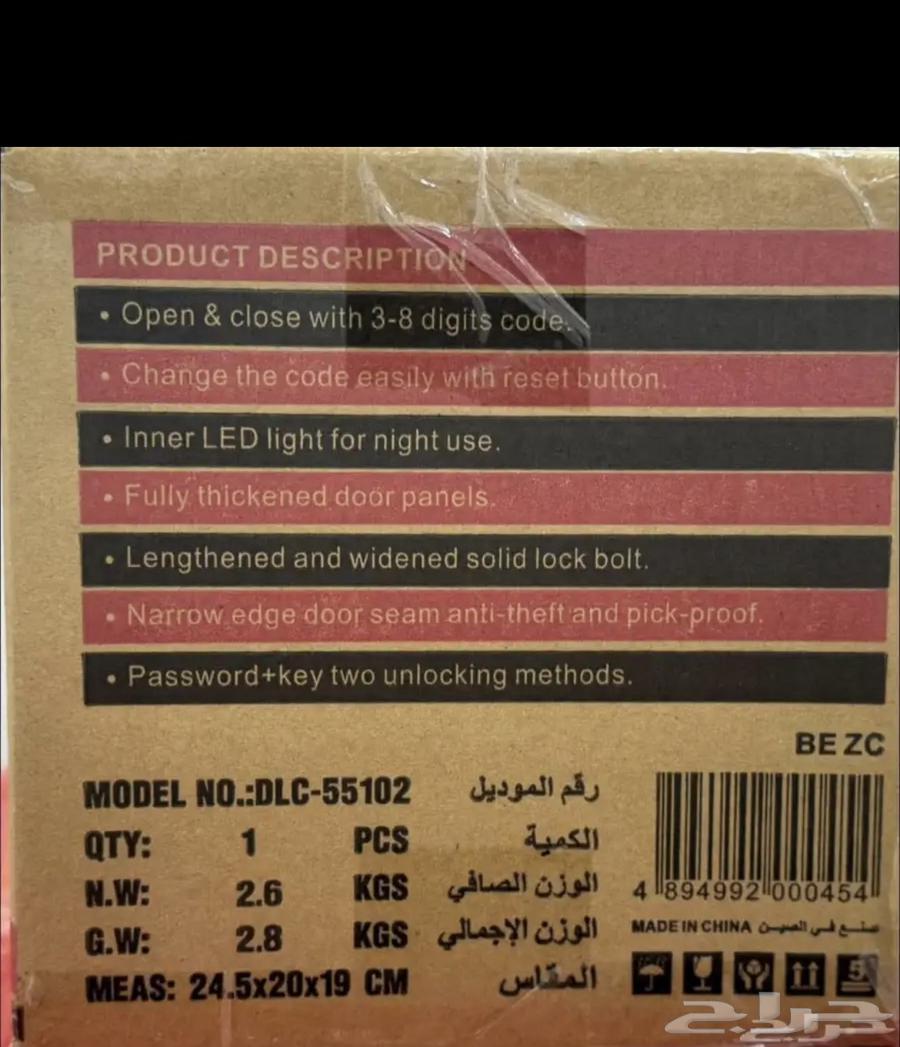 PRODUCT DESCRIPTION
• Open & close with 3-8 digits code.
• Change the code easily with reset button.
• Inner LED light for night use.
• Fully thickened door panels.
• Lengthened and widened solid lock bolt.
• Narrow edge door seam anti-theft and pick-proof.
• Password+key two unlocking methods.
BE ZC
MODEL NO.:DLC-55102 رقم الموديل
QTY: 1 PCS الكمية
N.W: 2.6 KGS الوزن الصافي
G.W: 2.8 KGS الوزن الإجمالي
MEAS: 24.5x20x19 CM المقاس
4 894992 000454
MADE IN CHINA صنع في الصين
5
حراج